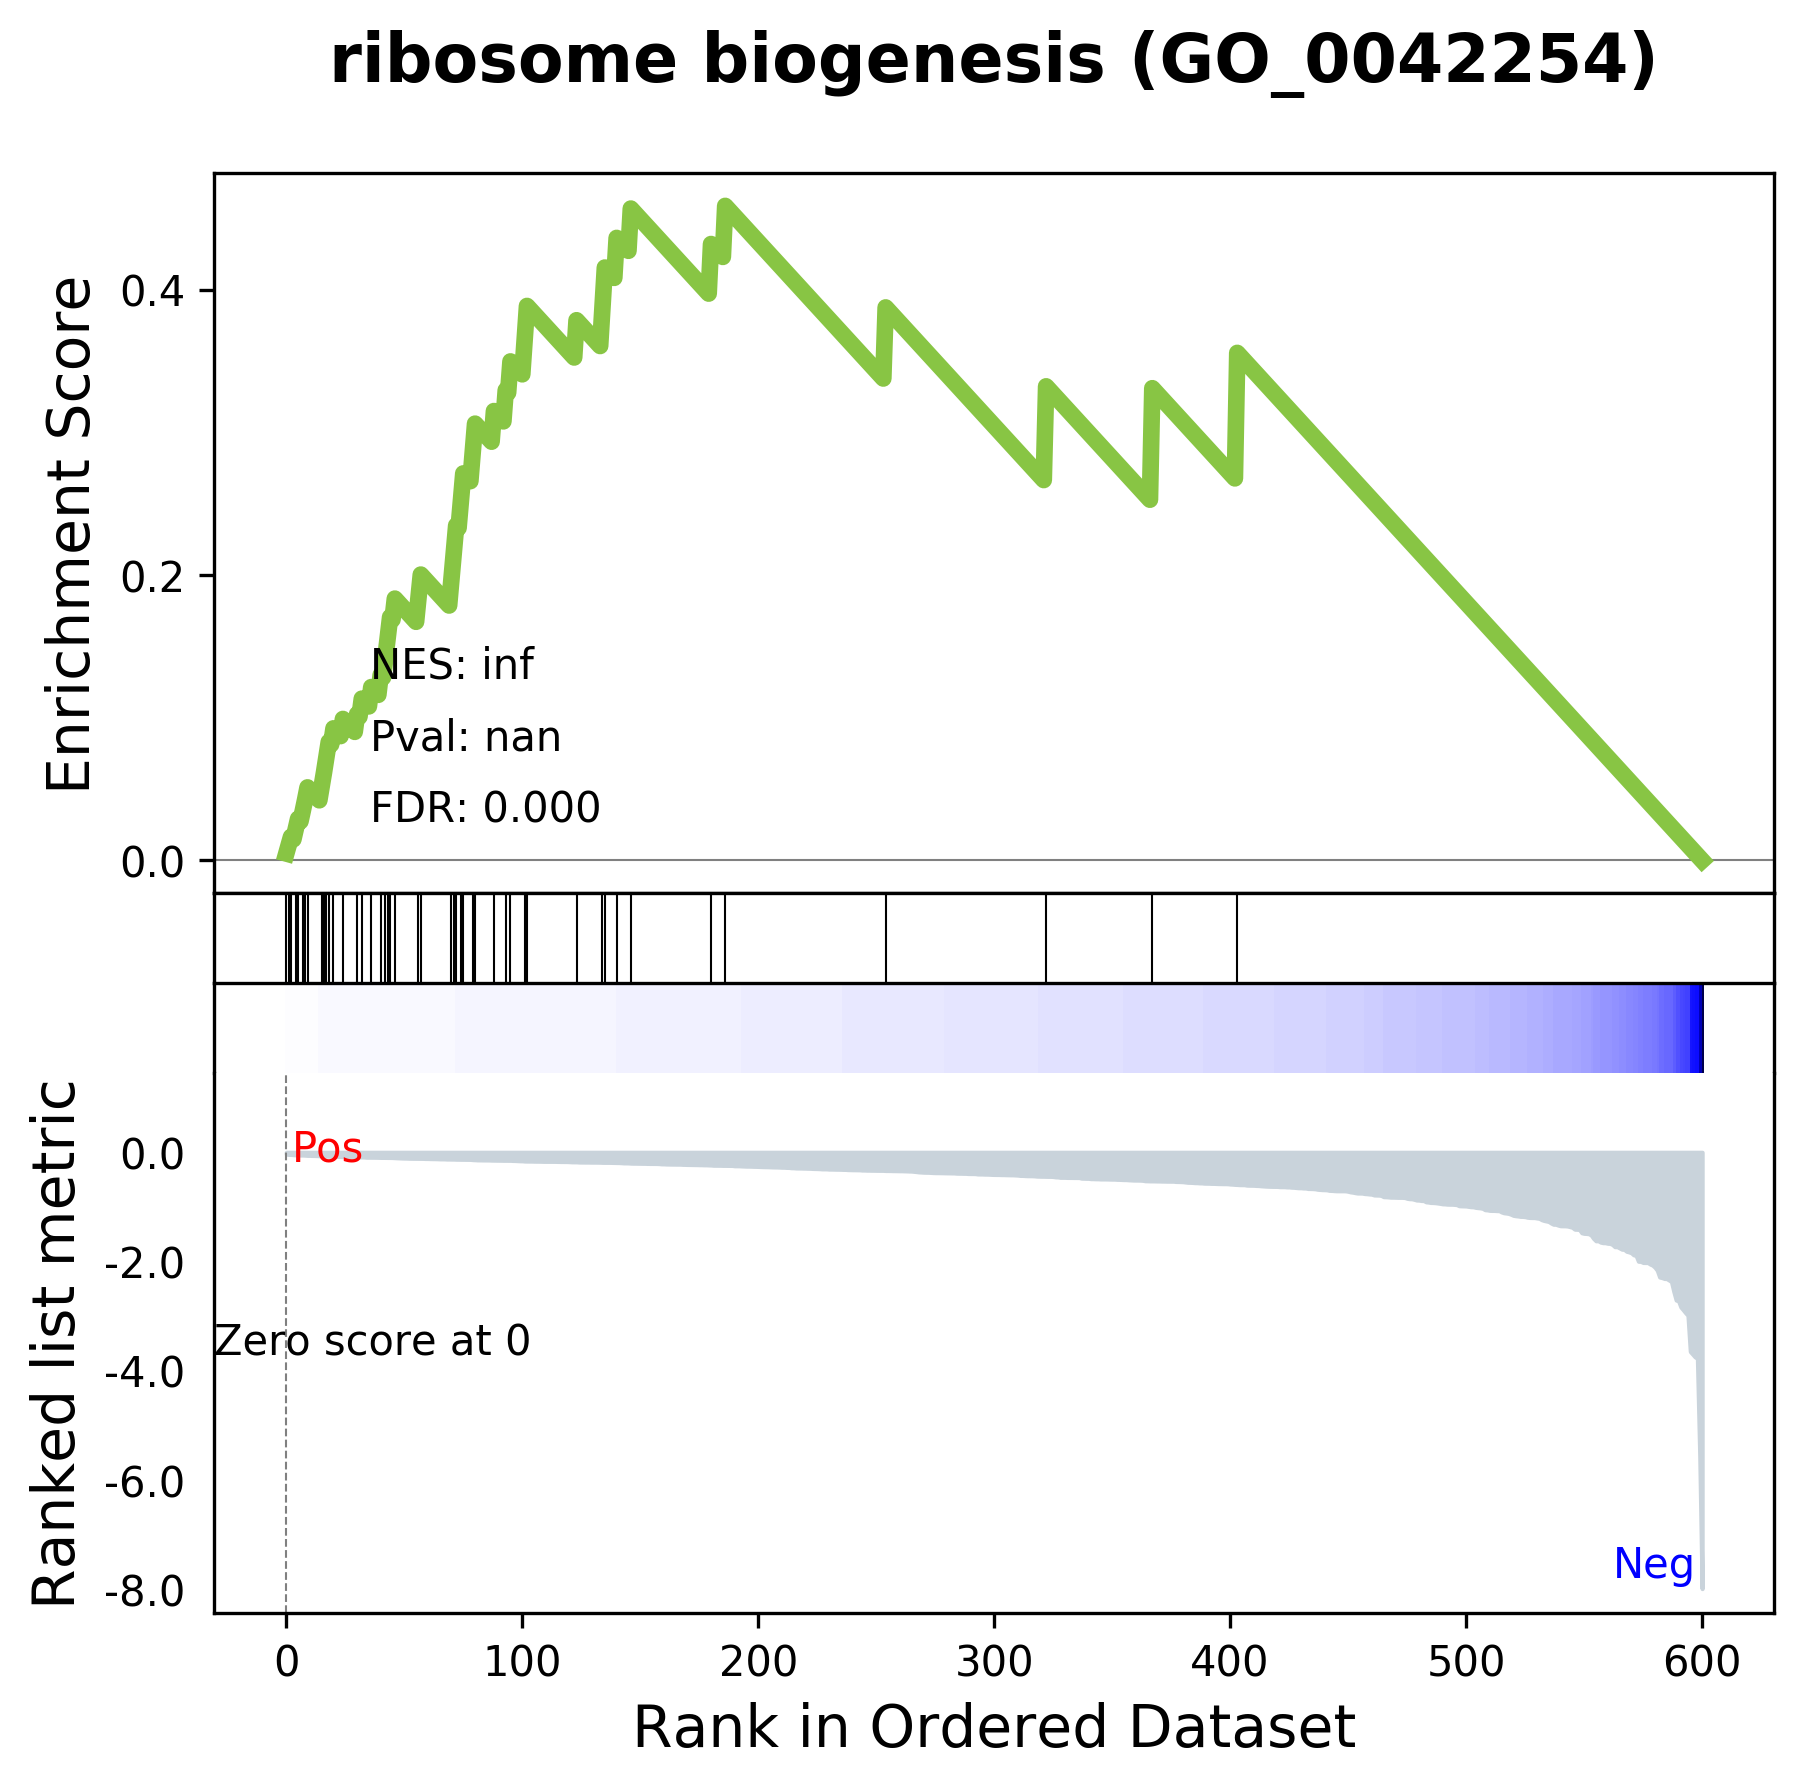 ribosome biogenesis (GO_0042254)
Enrichment Score
0.4
0.2
0.0
NES: inf
Pval: nan
FDR: 0.000
Ranked list metric
0.0
-2.0
-4.0
-6.0
-8.0
Pos
Zero score at 0
Neg
0 100 200 300 400 500 600
Rank in Ordered Dataset